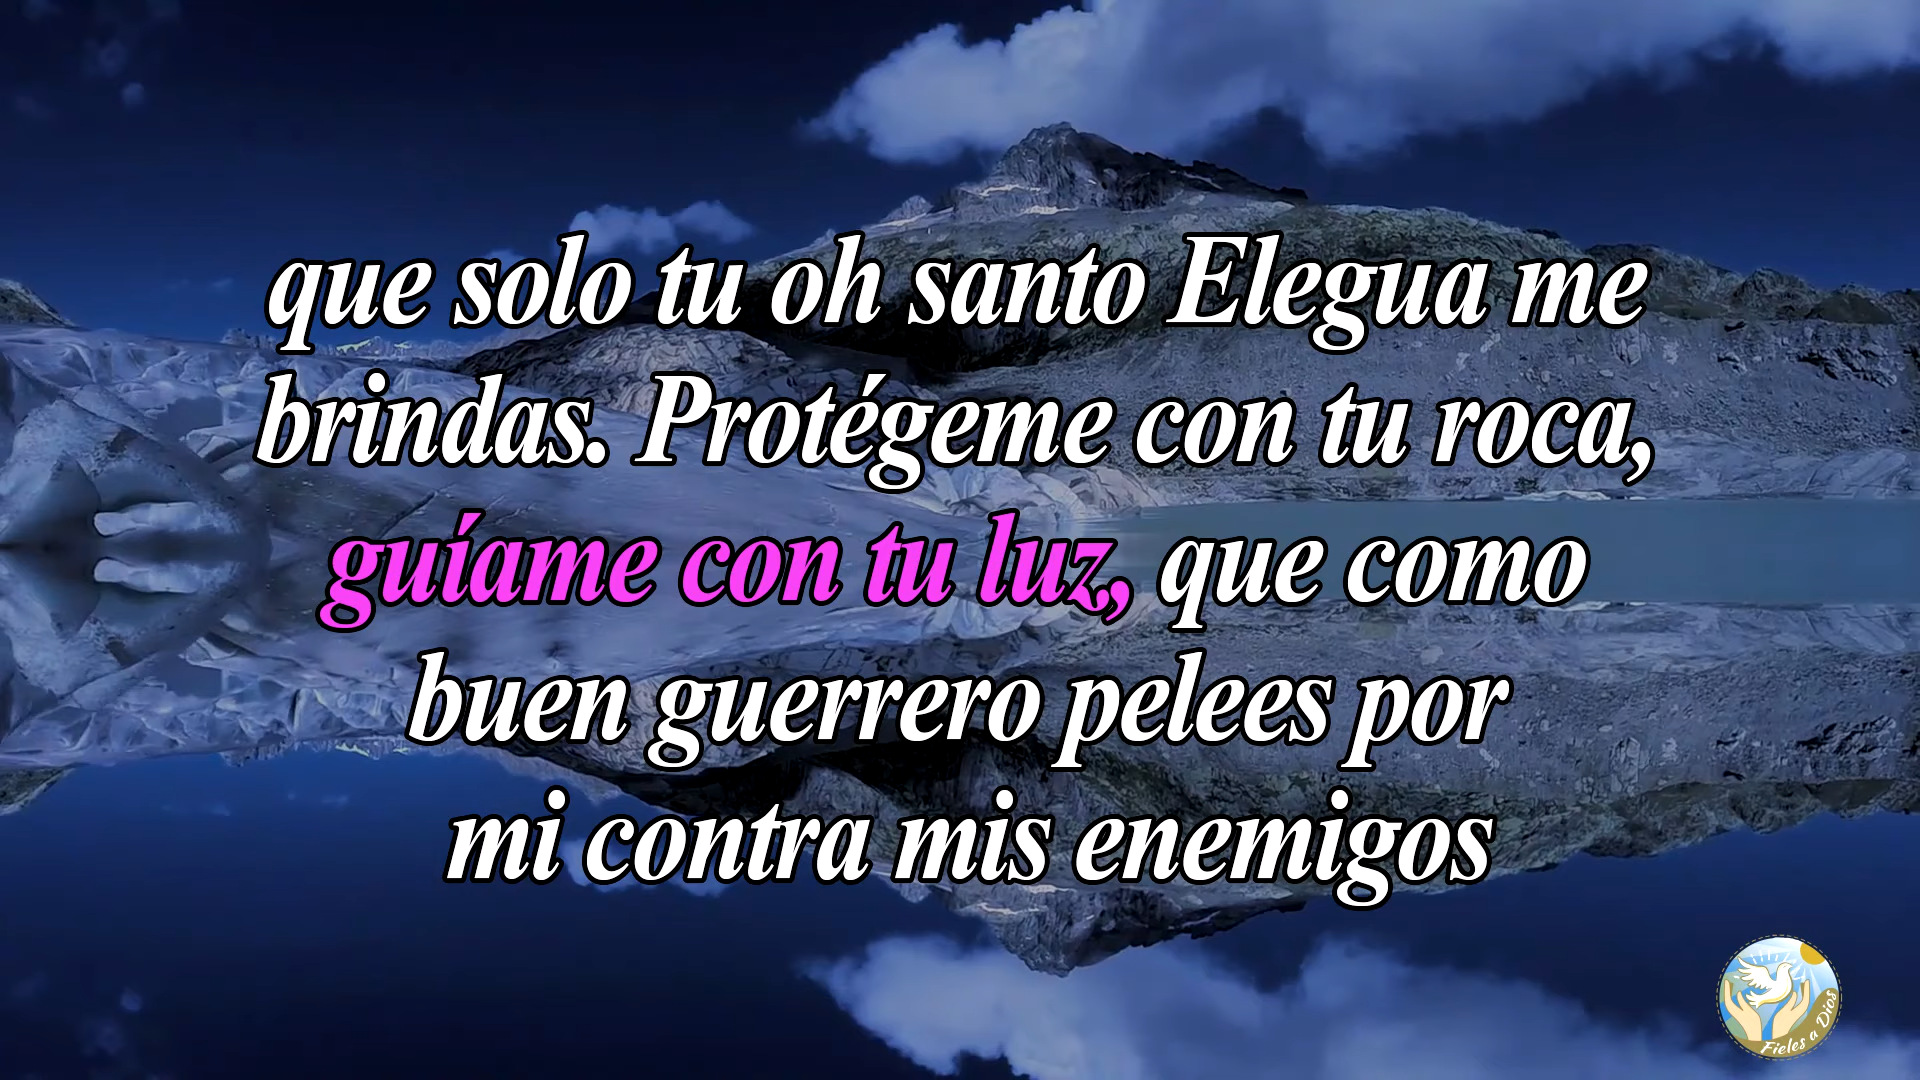 que solo tu oh santo Elegua me
brindas. Protégeme con tu roca,
guíame con tu luz, que como
buen guerrero pelees por
mi contra mis enemigos
Fieles a Dios